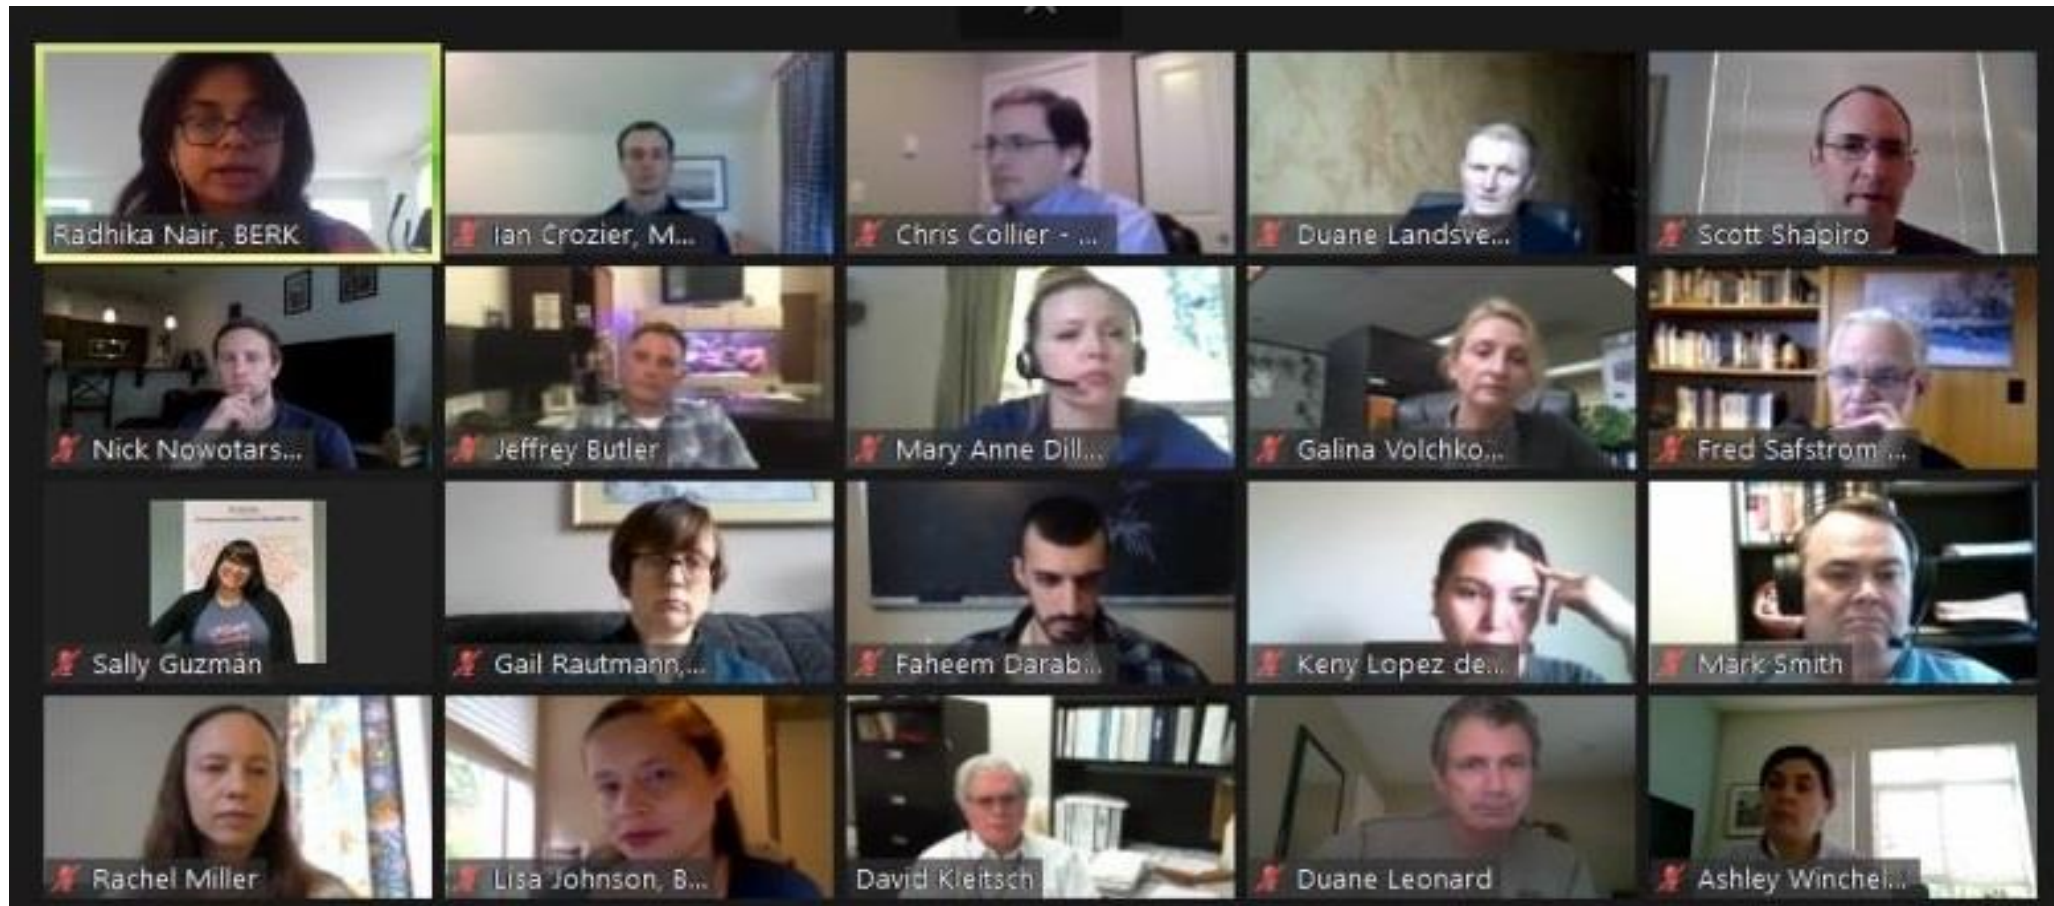 Radhika Nair, BERK
Ian Crozier, M...
Chris Collier - ...
Duane Landsve...
Scott Shapiro
Nick Nowotars...
Jeffrey Butler
Mary Anne Dill...
Galina Volchko...
Fred Safstrom ...
Sally Guzmán
Gail Rautmann,...
Faheem Darab...
Keny Lopez de...
Mark Smith
Rachel Miller
Lisa Johnson, B...
David Kleitsch
Duane Leonard
Ashley Winchel...